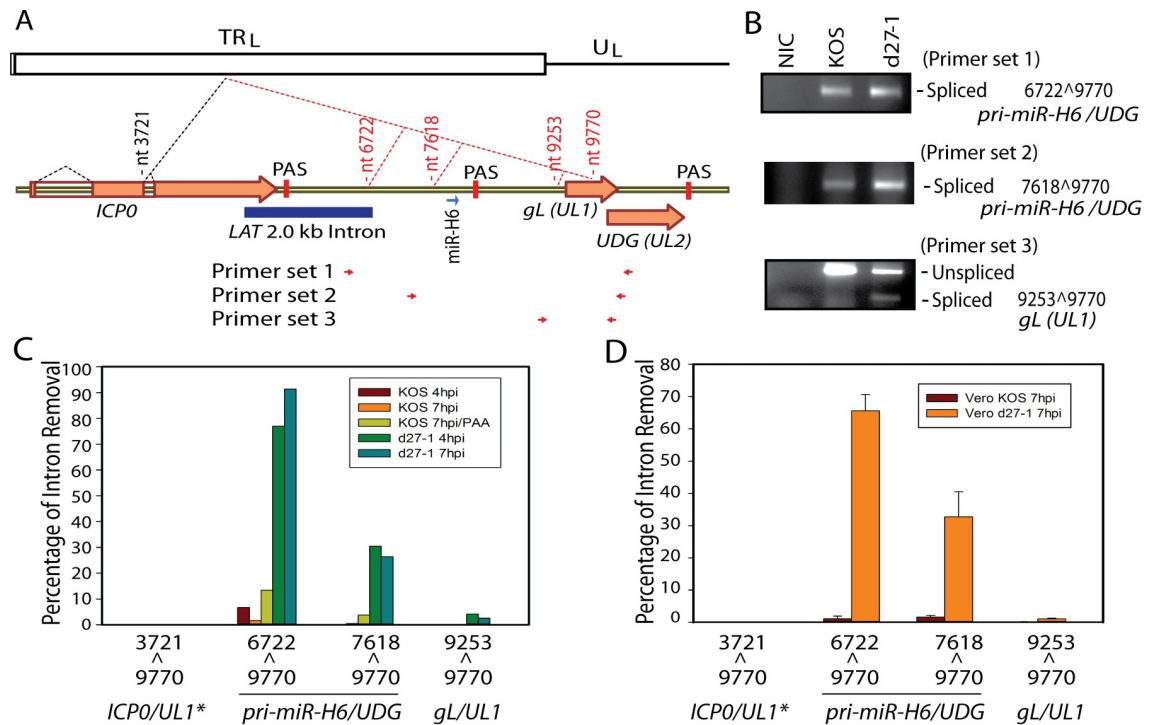 A
TRL
UL
nt 3721
nt 6722
nt 7618
nt 9253
nt 9770
PAS
PAS
PAS
ICP0
LAT 2.0 kb Intron
miR-H6
gL (UL1)
UDG (UL2)
Primer set 1
Primer set 2
Primer set 3
B
NIC
KOS
d27-1
(Primer set 1)
- Spliced 6722^9770
pri-miR-H6/UDG
(Primer set 2)
- Spliced 7618^9770
pri-miR-H6/UDG
(Primer set 3)
- Unspliced
- Spliced 9253^9770
gL (UL1)
C
Percentage of Intron Removal
100
90
80
70
60
50
40
30
20
10
0
KOS 4hpi
KOS 7hpi
KOS 7hpi/PAA
d27-1 4hpi
d27-1 7hpi
3721 6722 7618 9253
^ ^ ^ ^
9770 9770 9770 9770
ICP0/UL1* pri-miR-H6/UDG gL/UL1
D
Percentage of Intron Removal
80
70
60
50
40
30
20
10
0
Vero KOS 7hpi
Vero d27-1 7hpi
3721 6722 7618 9253
^ ^ ^ ^
9770 9770 9770 9770
ICP0/UL1* pri-miR-H6/UDG gL/UL1